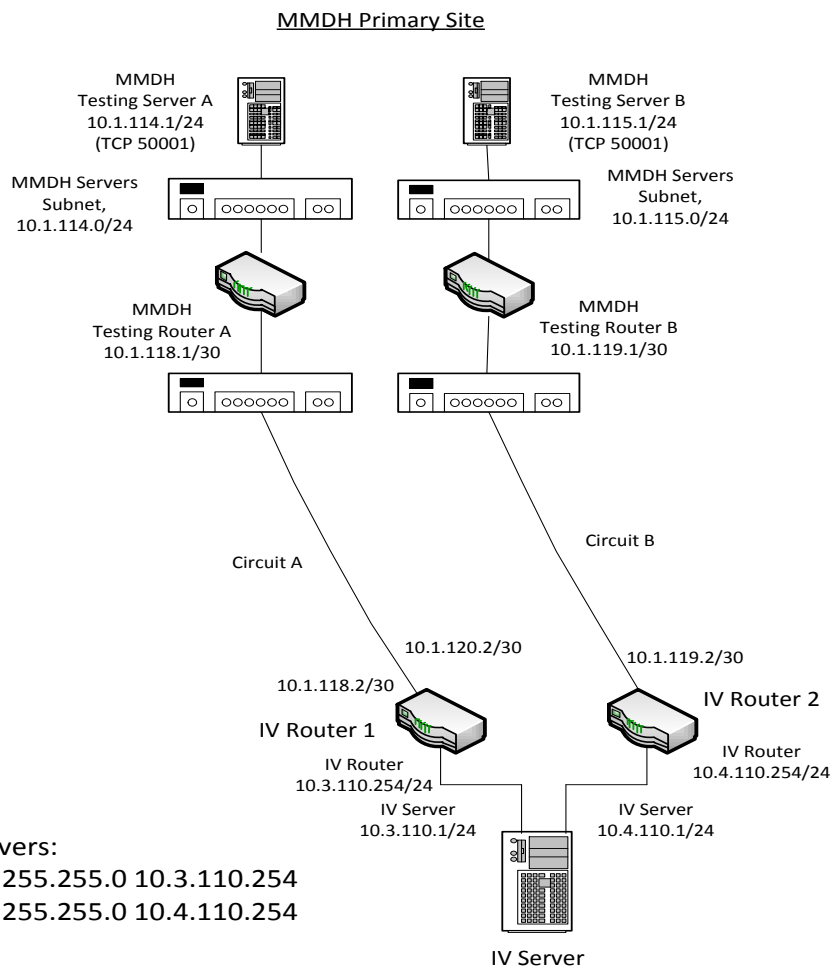 MMDH Primary Site
MMDH
Testing Server A
10.1.114.1/24
(TCP 50001)
MMDH
Testing Server B
10.1.115.1/24
(TCP 50001)
MMDH Servers
Subnet,
10.1.114.0/24
MMDH Servers
Subnet,
10.1.115.0/24
MMDH
Testing Router A
10.1.118.1/30
MMDH
Testing Router B
10.1.119.1/30
Circuit A
Circuit B
10.1.120.2/30
10.1.119.2/30
10.1.118.2/30
IV Router 1
IV Router 2
IV Router
10.3.110.254/24
IV Router
10.4.110.254/24
IV Server
10.3.110.1/24
IV Server
10.4.110.1/24
vers:
255.255.0 10.3.110.254
255.255.0 10.4.110.254
IV Server